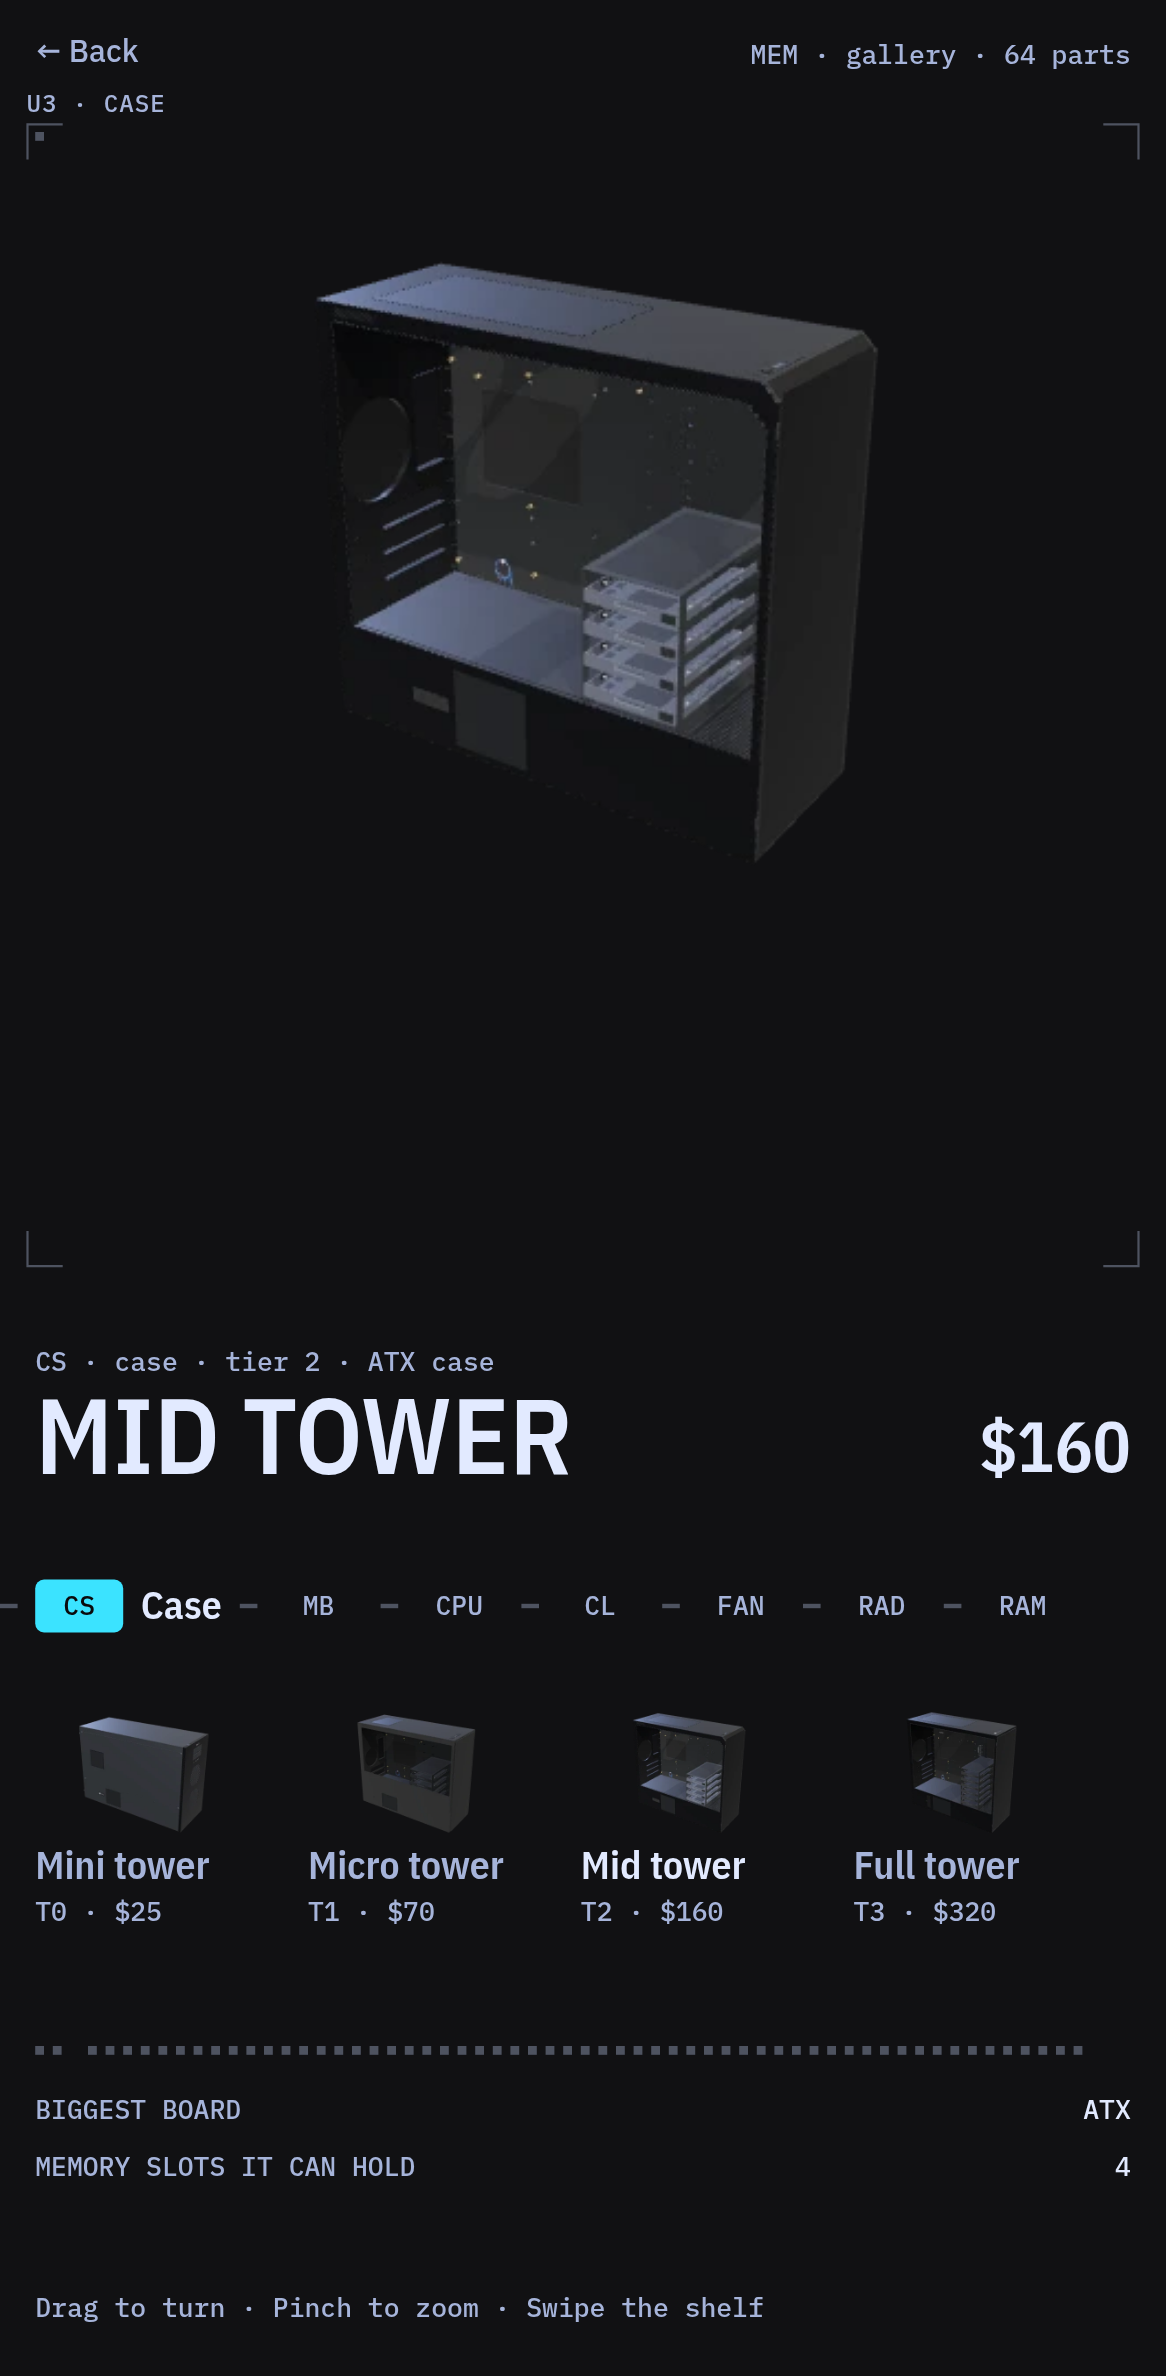 ← Back
MEM · gallery · 64 parts
U3 · CASE
CS · case · tier 2 · ATX case
MID TOWER
$160
CS Case MB CPU CL FAN RAD RAM
Mini tower Micro tower Mid tower Full tower
T0 · $25 T1 · $70 T2 · $160 T3 · $320
BIGGEST BOARD ATX
MEMORY SLOTS IT CAN HOLD 4
Drag to turn · Pinch to zoom · Swipe the shelf